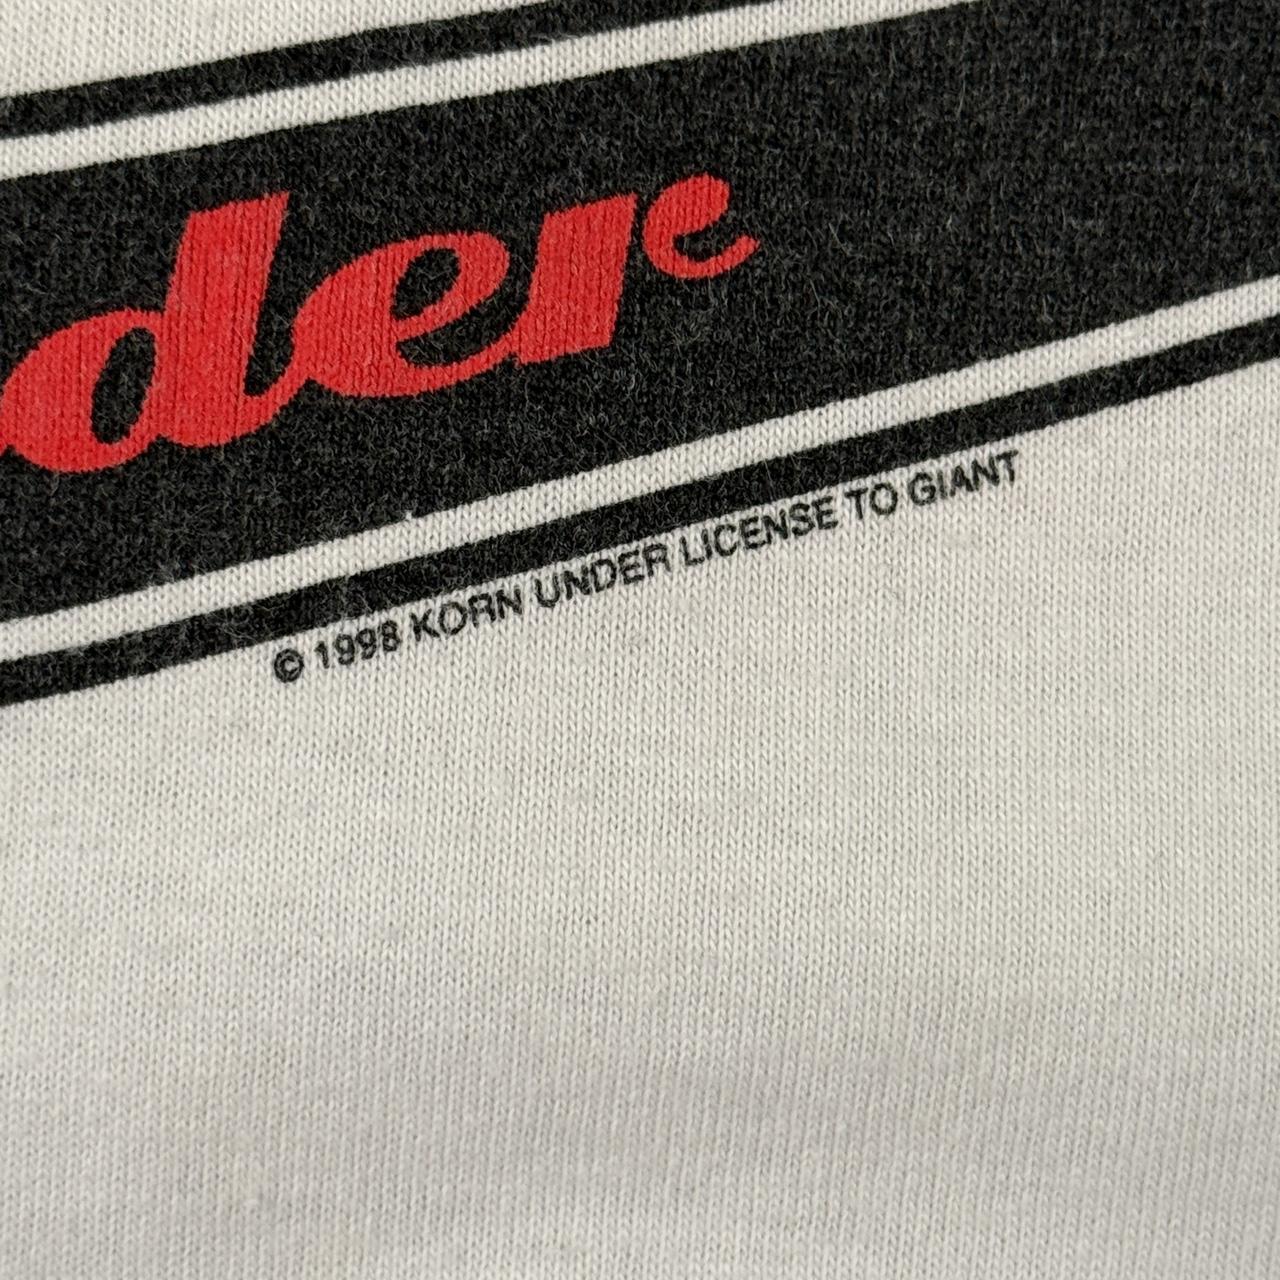 der
© 1998 KORN UNDER LICENSE TO GIANT